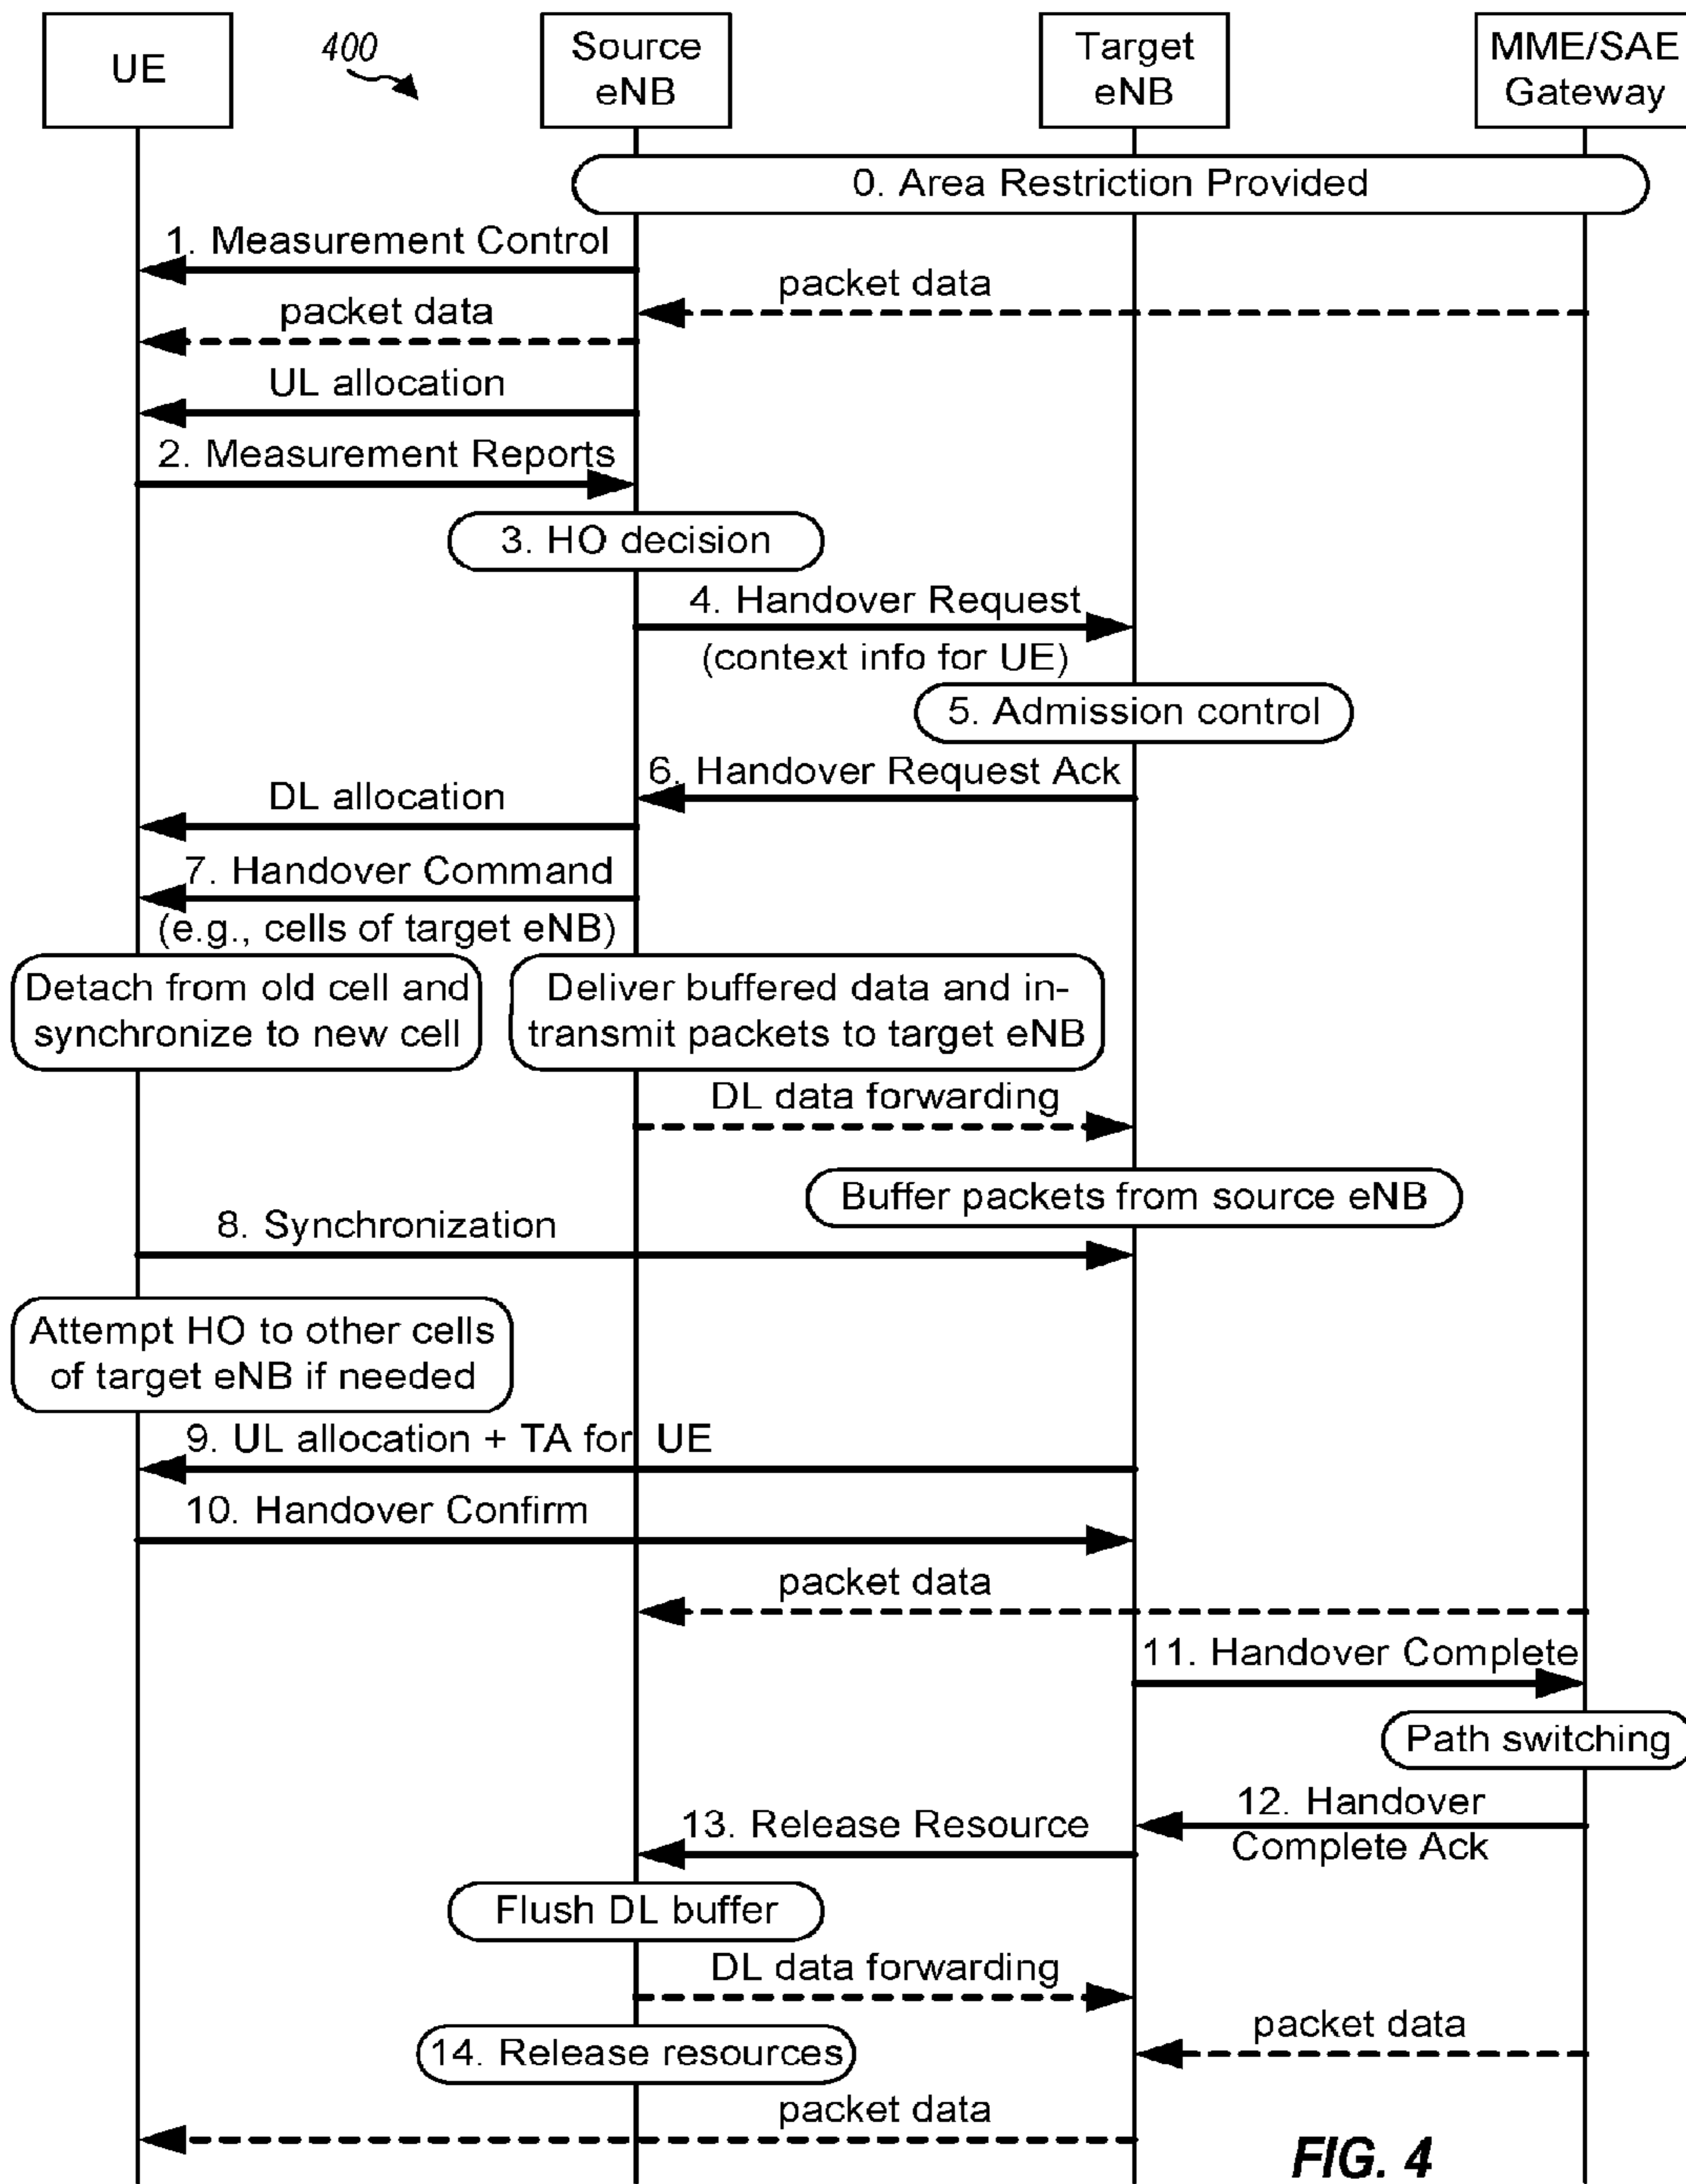 UE
400
Source
eNB
Target
eNB
MME/SAE
Gateway
0. Area Restriction Provided
1. Measurement Control
packet data
packet data
UL allocation
2. Measurement Reports
3. HO decision
4. Handover Request
(context info for UE)
5. Admission control
6. Handover Request Ack
DL allocation
7. Handover Command
(e.g., cells of target eNB)
Detach from old cell and
synchronize to new cell
Deliver buffered data and in-
transmit packets to target eNB
DL data forwarding
Buffer packets from source eNB
8. Synchronization
Attempt HO to other cells
of target eNB if needed
9. UL allocation + TA for UE
10. Handover Confirm
packet data
11. Handover Complete
Path switching
12. Handover
Complete Ack
13. Release Resource
Flush DL buffer
DL data forwarding
packet data
14. Release resources
packet data
FIG. 4